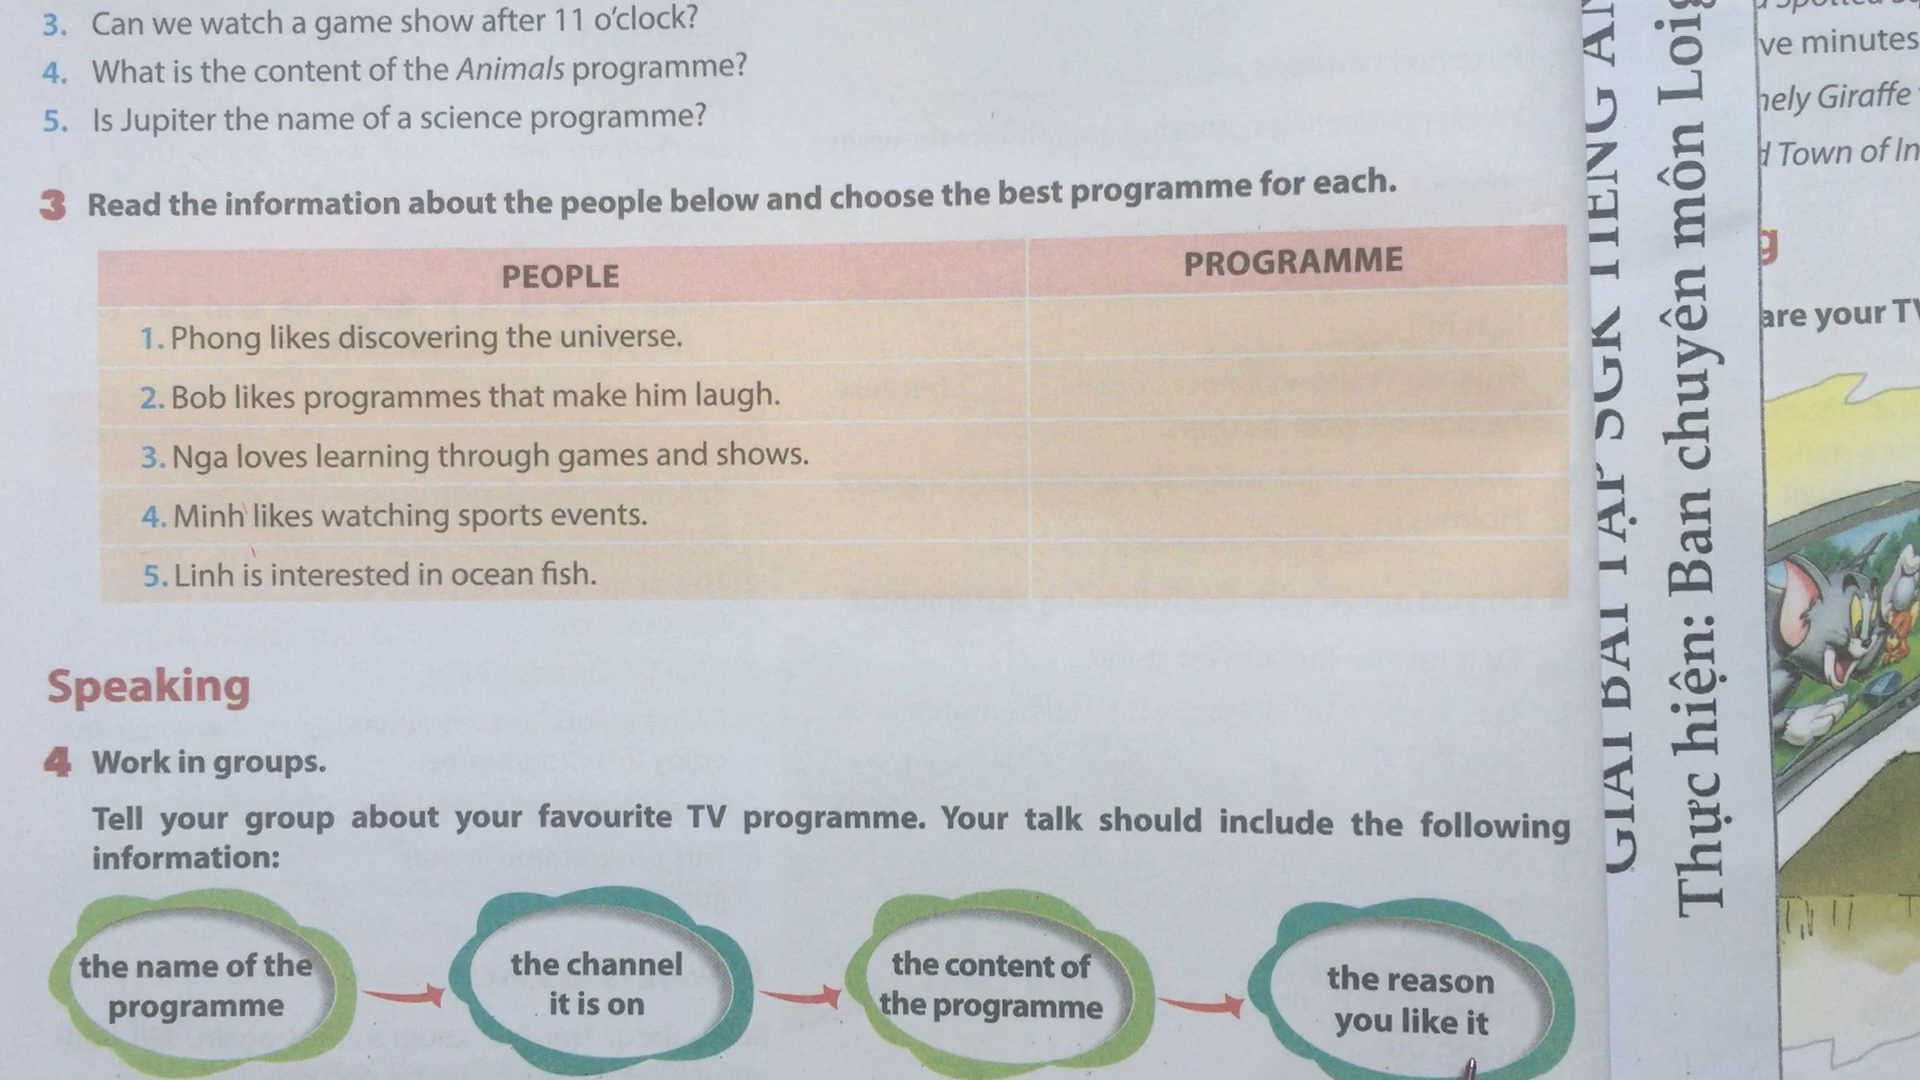 3. Can we watch a game show after 11 o'clock?
4. What is the content of the Animals programme?
5. Is Jupiter the name of a science programme?
3 Read the information about the people below and choose the best programme for each.
PEOPLE
PROGRAMME
1. Phong likes discovering the universe.
2. Bob likes programmes that make him laugh.
3. Nga loves learning through games and shows.
4. Minh likes watching sports events.
5. Linh is interested in ocean fish.
Speaking
4 Work in groups.
Tell your group about your favourite TV programme. Your talk should include the following
information:
the name of the
programme
the channel
it is on
the content of
the programme
the reason
you like it
GIẢI BÀI TẬP SGK TIẾNG
Thực hiện: Ban chuyên môn
minutes
Giraffe
Town of
are your